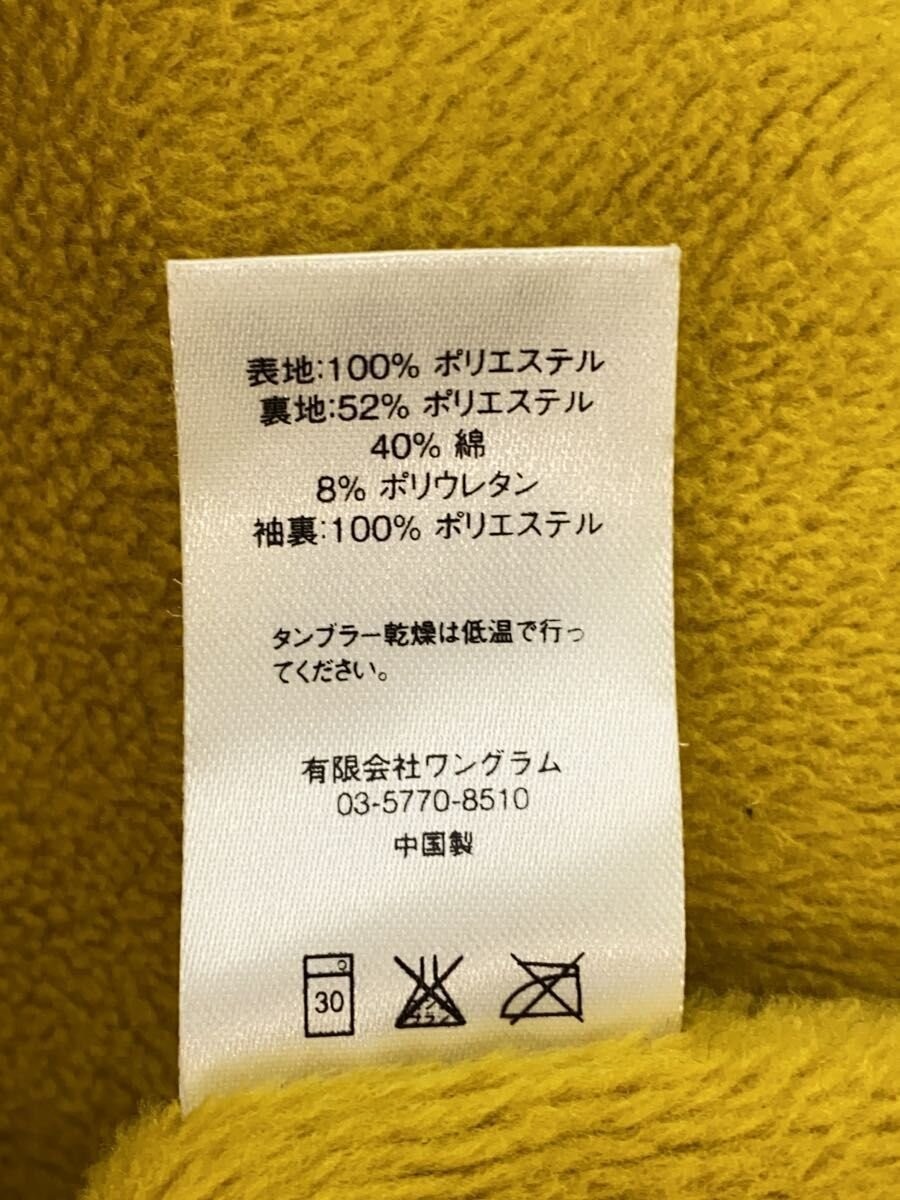 表地:100% ポリエステル
裏地:52% ポリエステル
40% 綿
8% ポリウレタン
袖裏:100% ポリエステル
タンブラー乾燥は低温で行っ
てください。
有限会社ワングラム
03-5770-8510
中国製
30